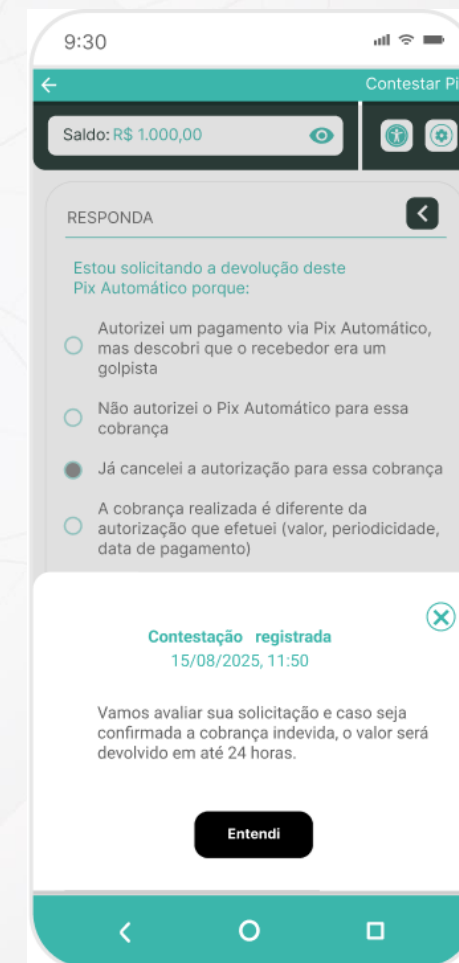 9:30
Contestar Pi
Saldo: R$ 1.000,00
RESPONDA
Estou solicitando a devolução deste
Pix Automático porque:
Autorizei um pagamento via Pix Automático,
mas descobri que o recebedor era um
golpista
Não autorizei o Pix Automático para essa
cobrança
Já cancelei a autorização para essa cobrança
A cobrança realizada é diferente da
autorização que efetuei (valor, periodicidade,
data de pagamento)
Contestação registrada
15/08/2025, 11:50
Vamos avaliar sua solicitação e caso seja
confirmada a cobrança indevida, o valor será
devolvido em até 24 horas.
Entendi